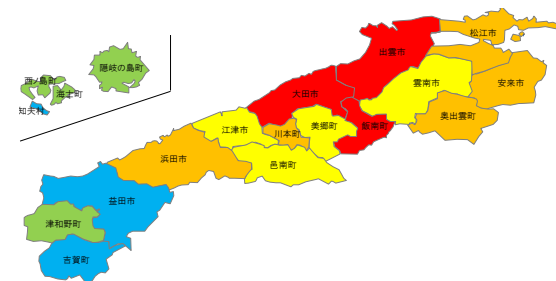 松江市
出雲市
隠岐の島町
西ノ島町
雲南市
安来市
海士町
大田市
知夫村
奥出雲町
飯南町
美郷町
江津市
川本町
浜田市
邑南町
益田市
津和野町
吉賀町